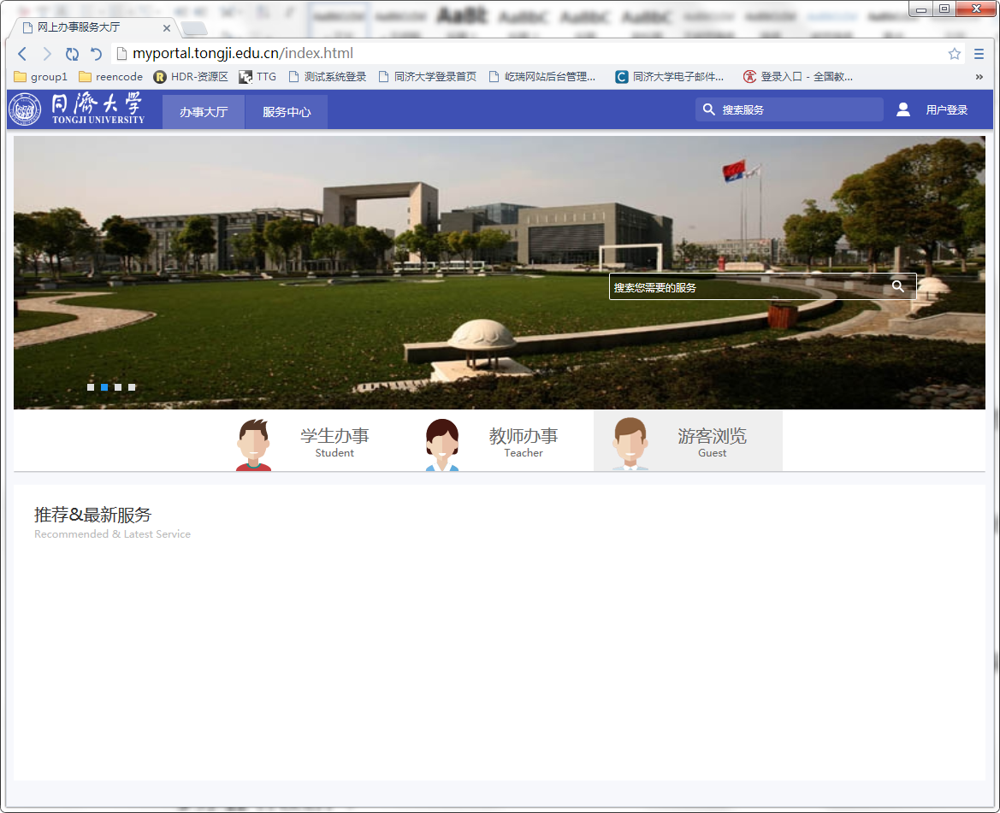 网上办事服务大厅
myportal.tongji.edu.cn/index.html
group1 reencode HDR-资源区 TTG 测试系统登录 同济大学登录首页 屹瑞网站后台管理... 同济大学电子邮件... 登录入口 - 全国教... »
同濟大学
TONGJI UNIVERSITY
办事大厅 服务中心 搜索服务 用户登录
搜索您需要的服务
学生办事 教师办事 游客浏览
Student Teacher Guest
推荐&最新服务
Recommended & Latest Service